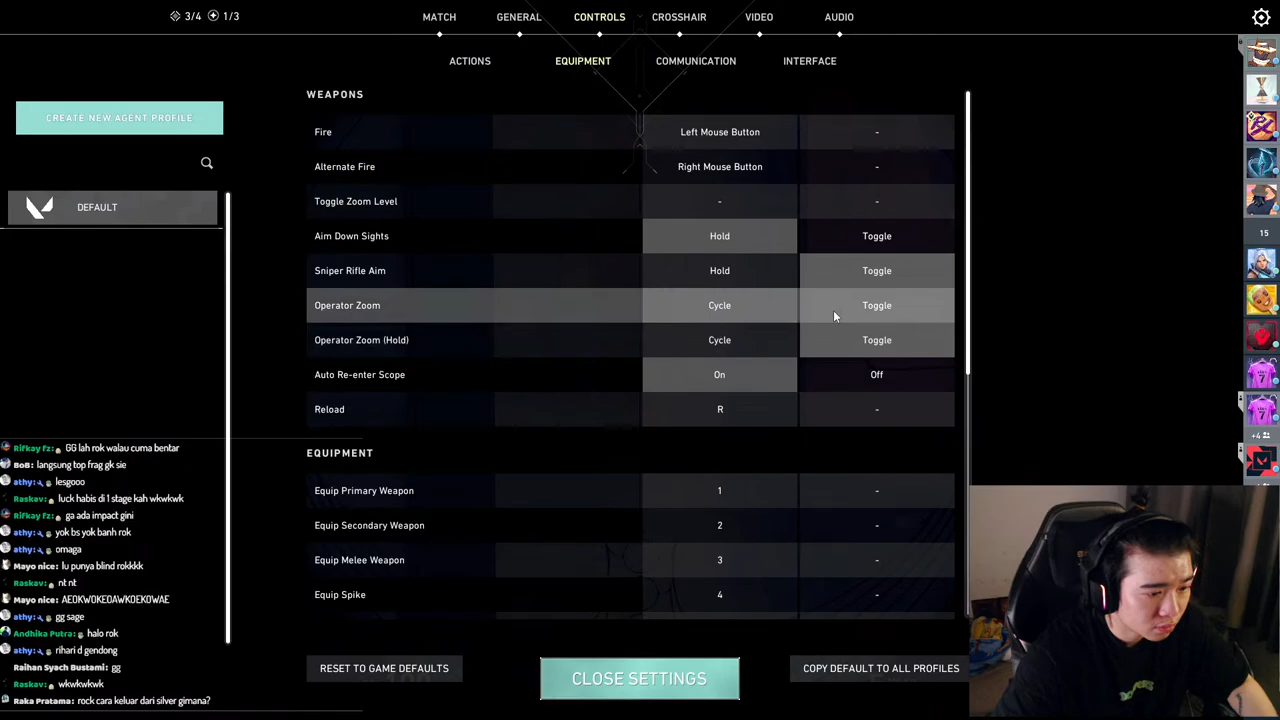 3/4 1/3
MATCH GENERAL CONTROLS CROSSHAIR VIDEO AUDIO
ACTIONS EQUIPMENT COMMUNICATION INTERFACE
CREATE NEW AGENT PROFILE
DEFAULT
WEAPONS
Fire Left Mouse Button -
Alternate Fire Right Mouse Button -
Toggle Zoom Level - -
Aim Down Sights Hold Toggle
Sniper Rifle Aim Hold Toggle
Operator Zoom Cycle Toggle
Operator Zoom (Hold) Cycle Toggle
Auto Re-enter Scope On Off
Reload R -
EQUIPMENT
Equip Primary Weapon 1 -
Equip Secondary Weapon 2 -
Equip Melee Weapon 3 -
Equip Spike 4 -
RESET TO GAME DEFAULTS
CLOSE SETTINGS
COPY DEFAULT TO ALL PROFILES
15
+4
Rifkay fz: GG lah rok walau cuma bentar
BoB: langsung top frag gk sie
athy: lesgooo
Raskav: luck habis di 1 stage kah wkwkwk
Rifkay fz: ga ada impact gini
athy: yok bs yok banh rok
athy: omaga
Mayo nice: lu punya blind rokkkk
Raskav: nt nt
Mayo nice: AEOKWOKEOAWKOEKOWAE
athy: gg sage
Andhika Putra: halo rok
athy: rihari d gendong
Raihan Syach Bustami: gg
Raskav: wkwkwkwk
Raka Pratama: rock cara keluar dari silver gimana?